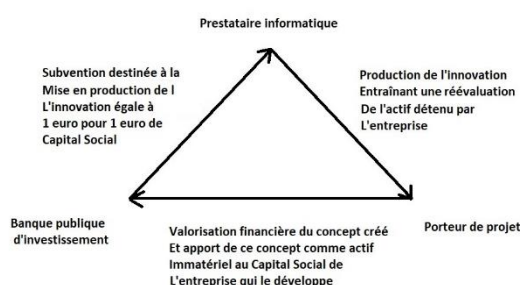 Prestataire informatique
Subvention destinée à la
Mise en production de l
L'innovation égale à
1 euro pour 1 euro de
Capital Social
Production de l'innovation
Entraînant une réévaluation
De l'actif détenu par
L'entreprise
Banque publique
d'investissement
Valorisation financière du concept créé
Et apport de ce concept comme actif
Immatériel au Capital Social de
L'entreprise qui le développe
Porteur de projet